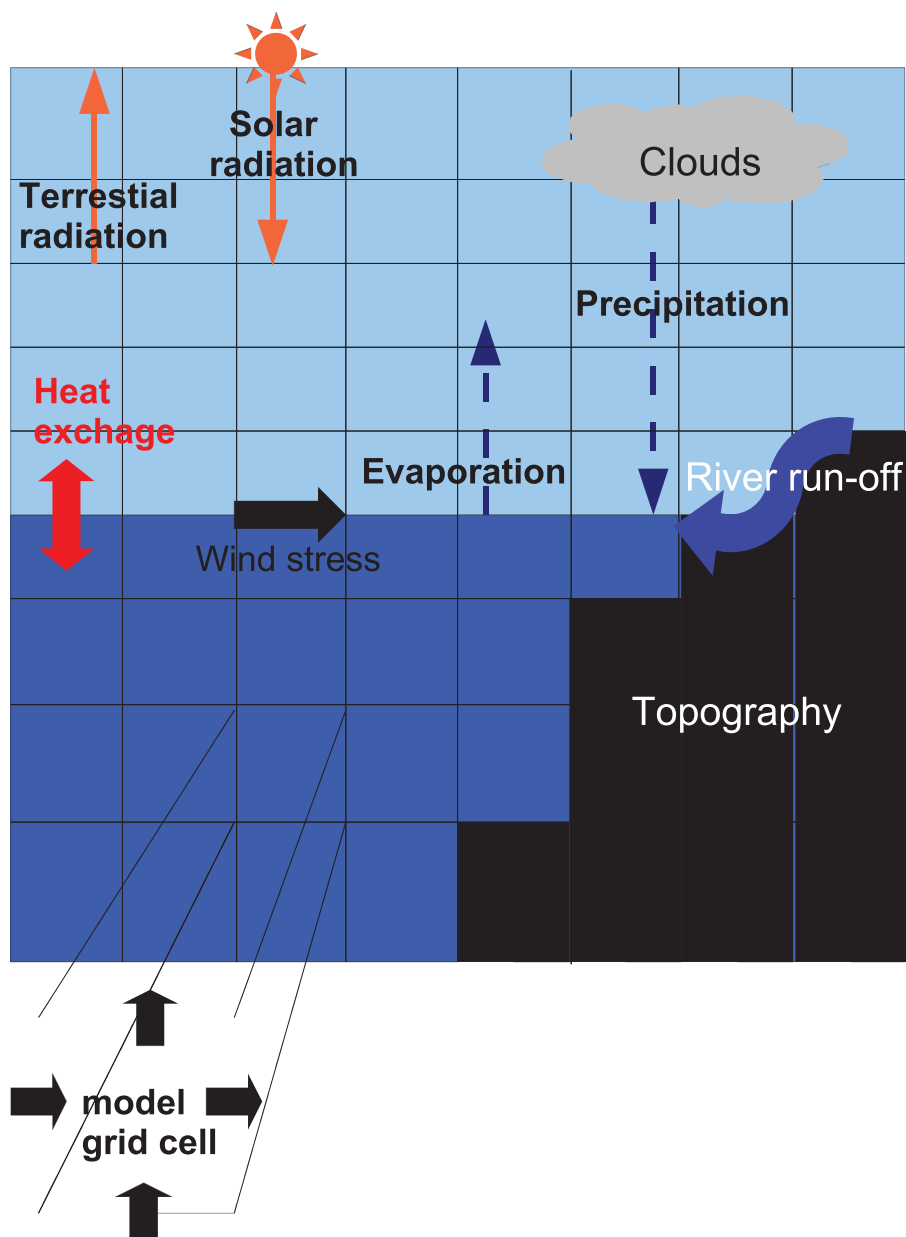 Solar
radiation
Terrestial
radiation
Clouds
Precipitation
Heat
exchage
Evaporation
River run-off
Wind stress
Topography
model
grid cell